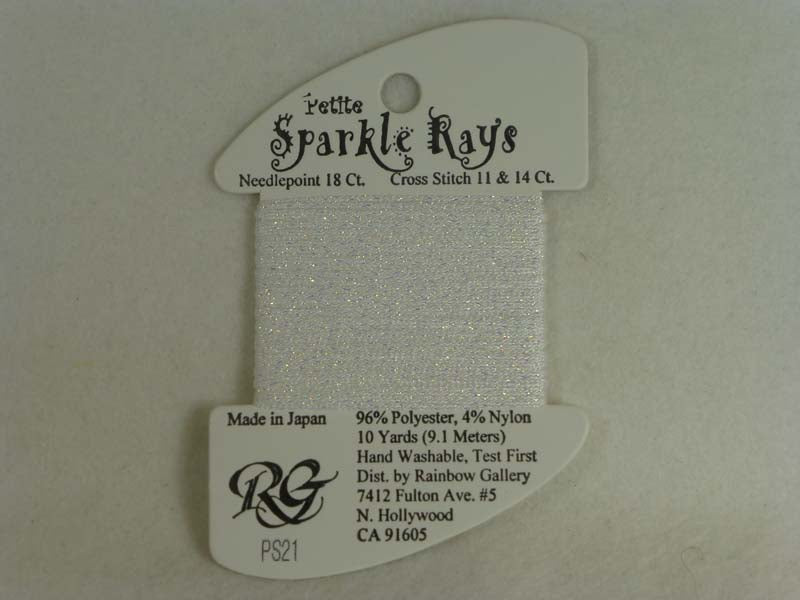 Petite
Sparkle Rays
Needlepoint 18 Ct. Cross Stitch 11 & 14 Ct.
Made in Japan
RG
PS21
96% Polyester, 4% Nylon
10 Yards (9.1 Meters)
Hand Washable, Test First
Dist. by Rainbow Gallery
7412 Fulton Ave. #5
N. Hollywood
CA 91605